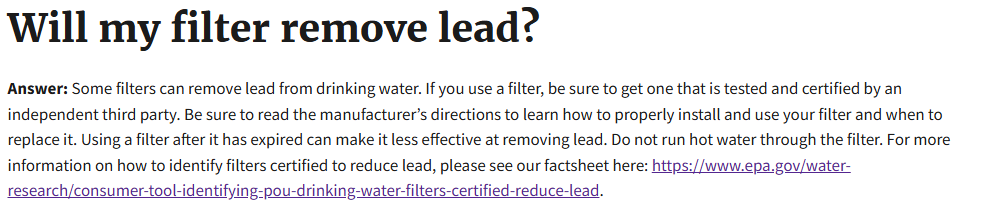 Will my filter remove lead?
Answer: Some filters can remove lead from drinking water. If you use a filter, be sure to get one that is tested and certified by an
independent third party. Be sure to read the manufacturer’s directions to learn how to properly install and use your filter and when to
replace it. Using a filter after it has expired can make it less effective at removing lead. Do not run hot water through the filter. For more
information on how to identify filters certified to reduce lead, please see our factsheet here: https://www.epa.gov/water-
research/consumer-tool-identifying-pou-drinking-water-filters-certified-reduce-lead.